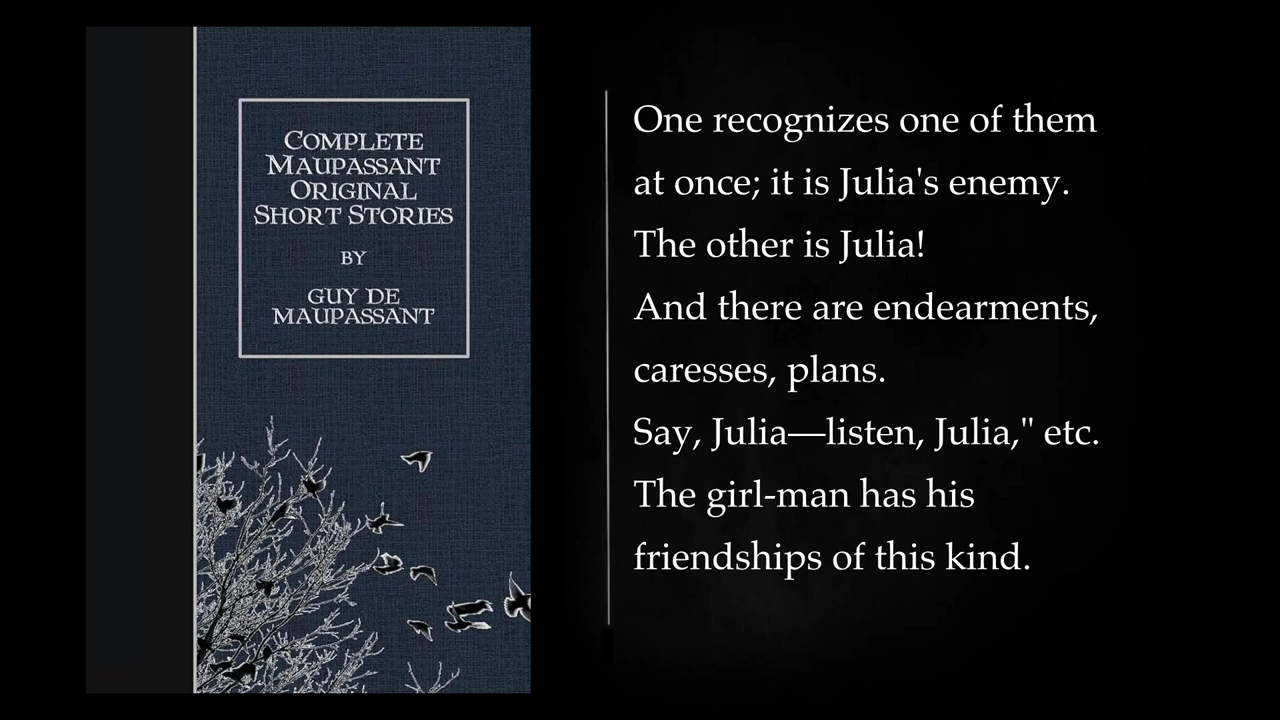 COMPLETE
MAUPASSANT
ORIGINAL
SHORT STORIES
BY
GUY DE
MAUPASSANT
One recognizes one of them
at once; it is Julia's enemy.
The other is Julia!
And there are endearments,
caresses, plans.
Say, Julia—listen, Julia," etc.
The girl-man has his
friendships of this kind.